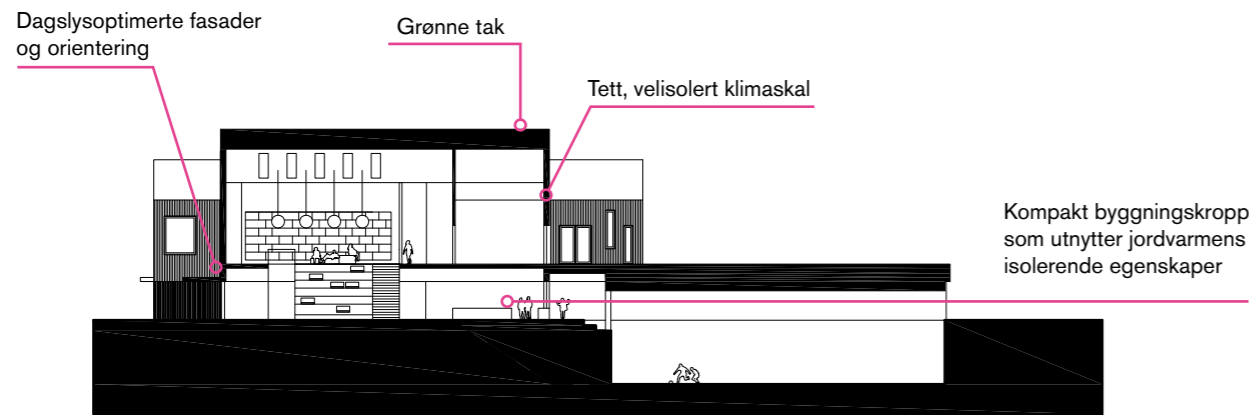 Dagslysoptimerte fasader
og orientering
Grønne tak
Tett, velisolert klimaskal
Kompakt byggningskropp
som utnytter jordvarmens
isolerende egenskaper